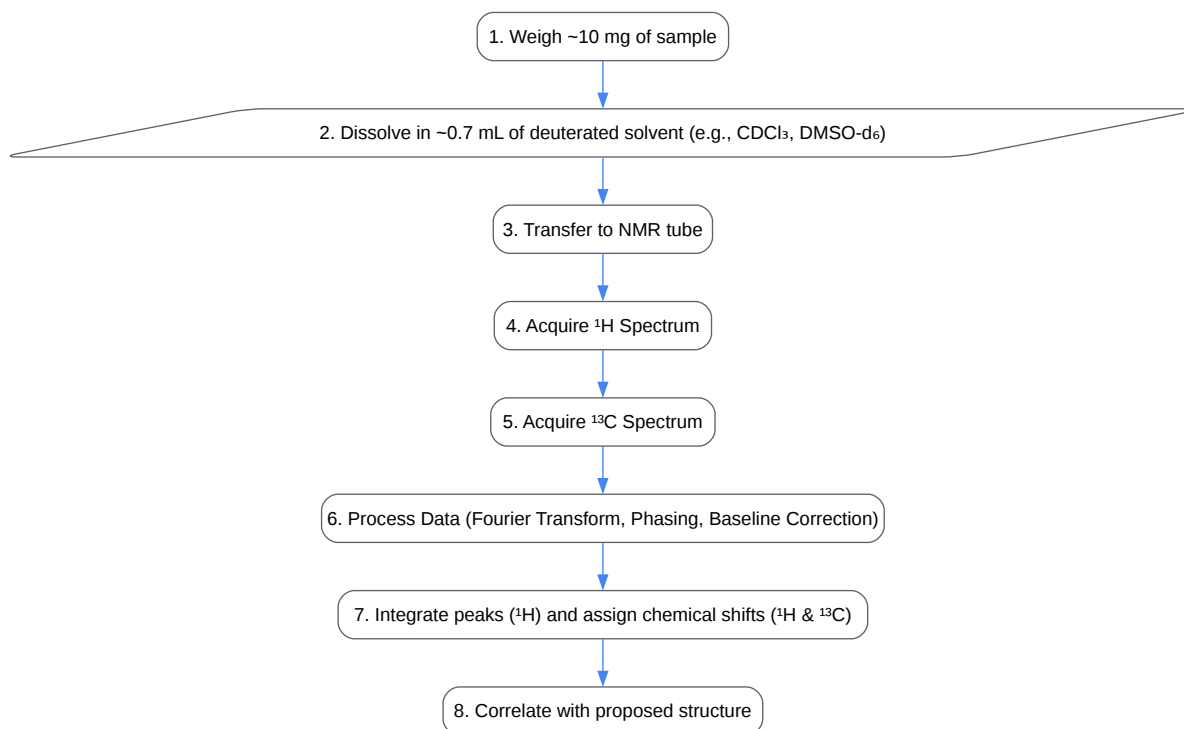 1. Weigh ~10 mg of sample
2. Dissolve in ~0.7 mL of deuterated solvent (e.g., CDCl₃, DMSO-d₆)
3. Transfer to NMR tube
4. Acquire ¹H Spectrum
5. Acquire ¹³C Spectrum
6. Process Data (Fourier Transform, Phasing, Baseline Correction)
7. Integrate peaks (¹H) and assign chemical shifts (¹H & ¹³C)
8. Correlate with proposed structure